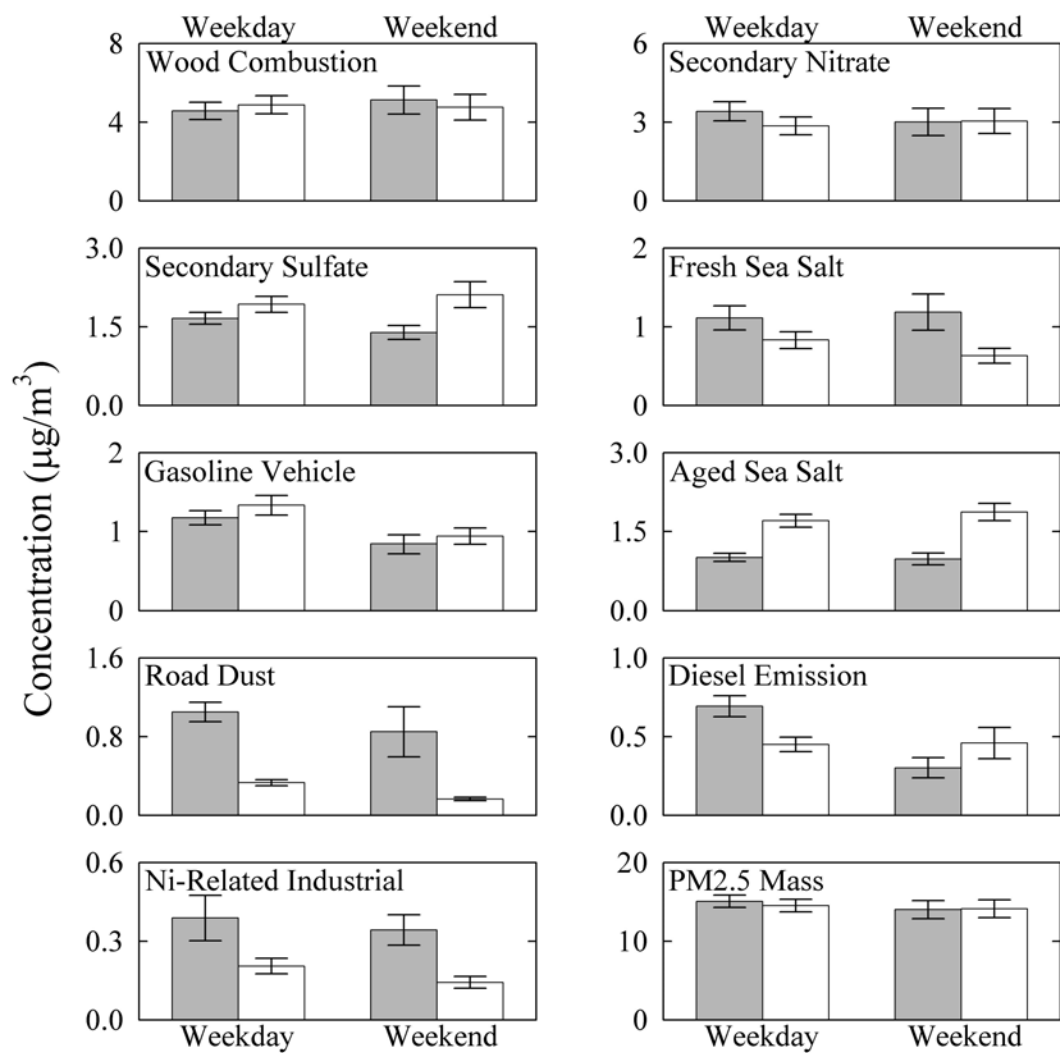 Weekday Weekend Weekday Weekend
Concentration (µg/m³)
8 Wood Combustion
4
0
6 Secondary Nitrate
3
0
3.0 Secondary Sulfate
1.5
0.0
2 Fresh Sea Salt
1
0
2 Gasoline Vehicle
1
0
3.0 Aged Sea Salt
1.5
0.0
1.6 Road Dust
0.8
0.0
1.0 Diesel Emission
0.5
0.0
0.6 Ni-Related Industrial
0.3
0.0
20 PM2.5 Mass
10
0
Weekday Weekend Weekday Weekend